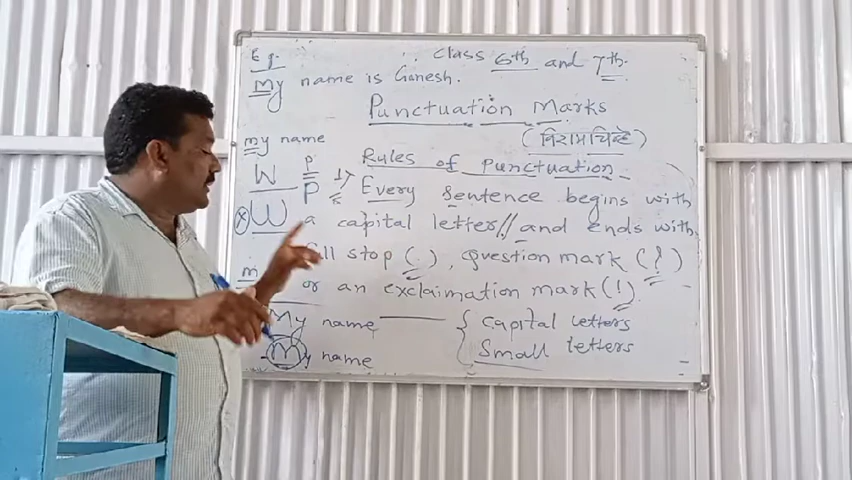 Eg.
class 6th and 7th.
My name is Ganesh.
Punctuation Marks
(विरामचिन्हे)
my name
Rules of Punctuation
W
p
P
1) Every sentence begins with
(x) W
a capital letter// and ends with
full stop (.), question mark (?)
m
or an exclaimation mark (!)
My name
{ capital letters
My name
Small letters